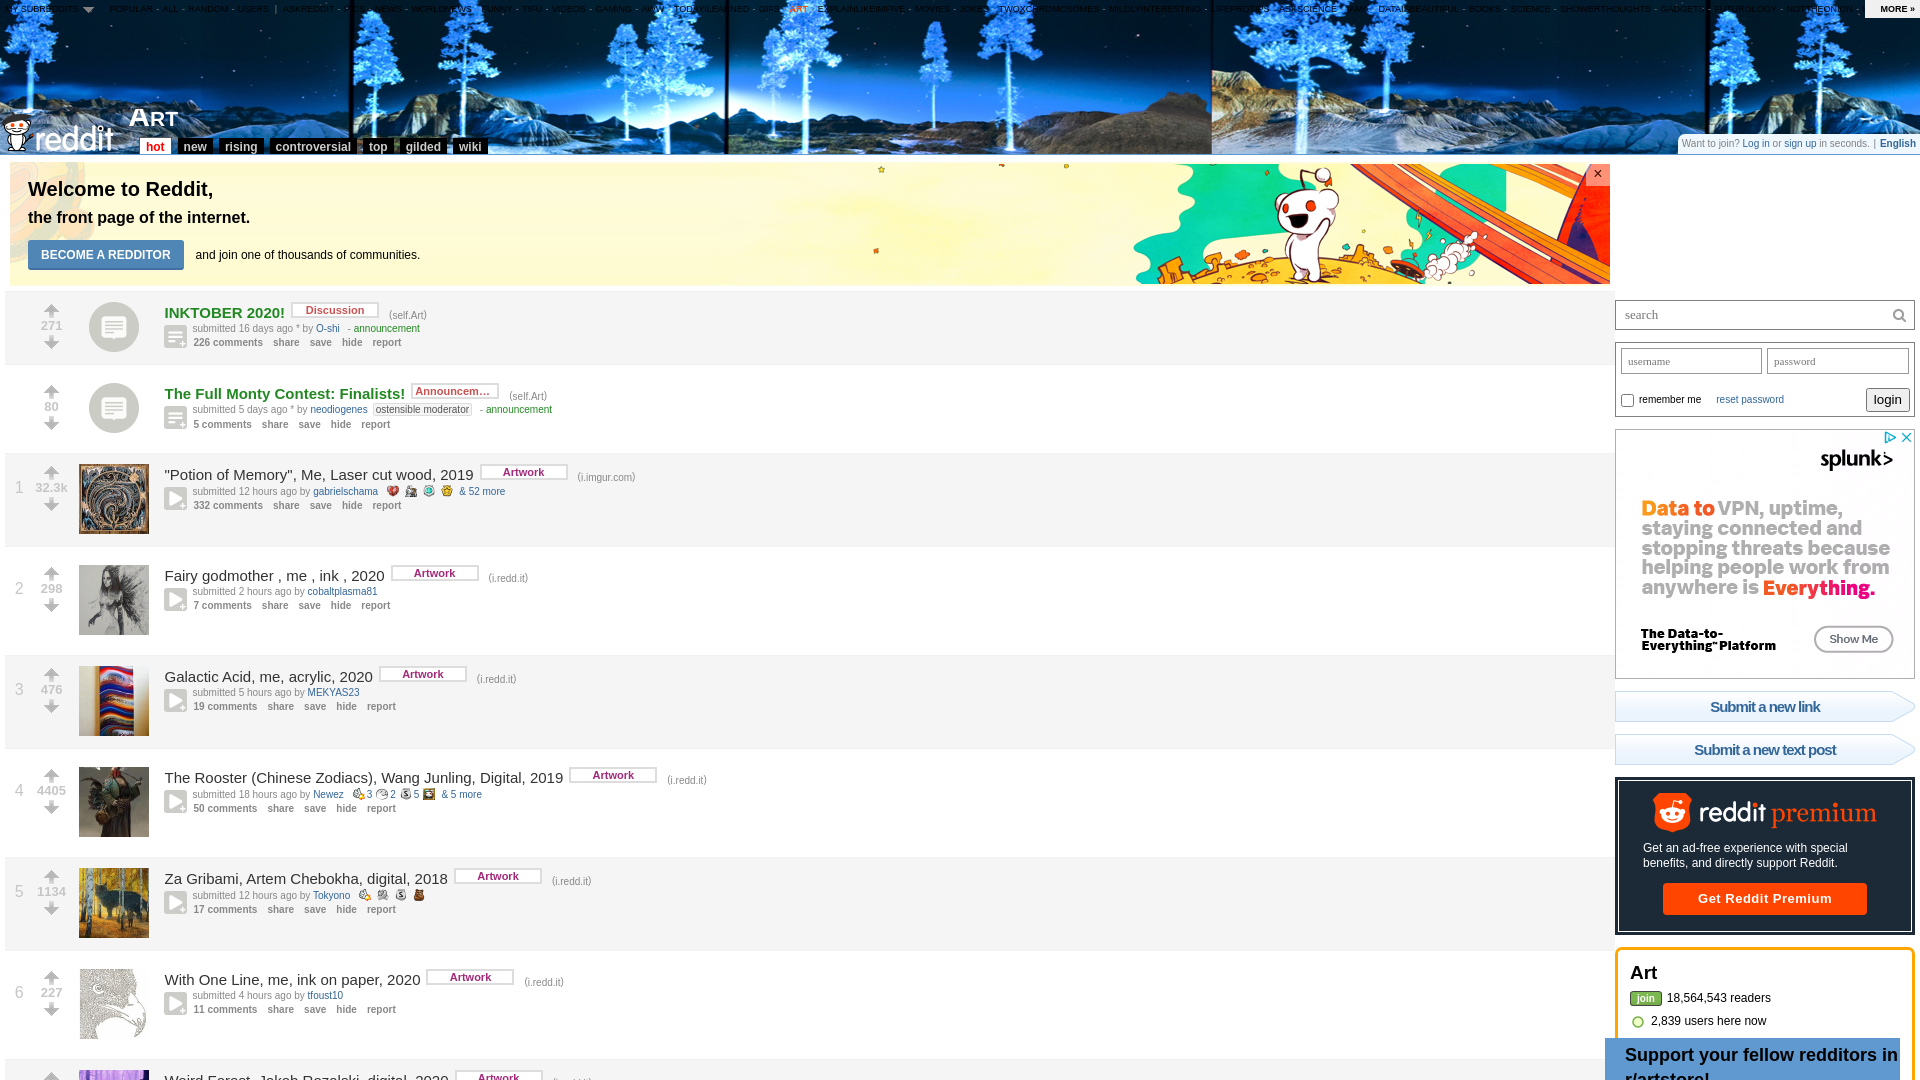 MY SUBREDDITS POPULAR - ALL - RANDOM - USERS | ASKREDDIT - PICS - NEWS - WORLDNEWS - FUNNY - TIFU - VIDEOS - GAMING - AWW - TODAYILEARNED - GIFS - ART - EXPLAINLIKEIMFIVE - MOVIES - JOKES - TWOXCHROMOSOMES - MILDLYINTERESTING - LIFEPROTIPS - ASKSCIENCE - IAMA - DATAISBEAUTIFUL - BOOKS - SCIENCE - SHOWERTHOUGHTS - GADGETS - FUTUROLOGY - NOTTHEONION - MORE »
reddit ART
hot new rising controversial top gilded wiki
Want to join? Log in or sign up in seconds. | English
Welcome to Reddit,
the front page of the internet.
BECOME A REDDITOR and join one of thousands of communities.
×
271
INKTOBER 2020! Discussion (self.Art)
submitted 16 days ago * by O-shi - announcement
226 comments share save hide report
80
The Full Monty Contest: Finalists! Announcem… (self.Art)
submitted 5 days ago * by neodiogenes ostensible moderator - announcement
5 comments share save hide report
1 32.3k
"Potion of Memory", Me, Laser cut wood, 2019 Artwork (i.imgur.com)
submitted 12 hours ago by gabrielschama & 52 more
332 comments share save hide report
2 298
Fairy godmother , me , ink , 2020 Artwork (i.redd.it)
submitted 2 hours ago by cobaltplasma81
7 comments share save hide report
3 476
Galactic Acid, me, acrylic, 2020 Artwork (i.redd.it)
submitted 5 hours ago by MEKYAS23
19 comments share save hide report
4 4405
The Rooster (Chinese Zodiacs), Wang Junling, Digital, 2019 Artwork (i.redd.it)
submitted 18 hours ago by Newez 3 2 5 & 5 more
50 comments share save hide report
5 1134
Za Gribami, Artem Chebokha, digital, 2018 Artwork (i.redd.it)
submitted 12 hours ago by Tokyono
17 comments share save hide report
6 227
With One Line, me, ink on paper, 2020 Artwork (i.redd.it)
submitted 4 hours ago by tfoust10
11 comments share save hide report
Weird Forest, Jakub Rozalski, digital, 2020 Artwork
search
username password
remember me reset password login
splunk>
Data to VPN, uptime,
staying connected and
stopping threats because
helping people work from
anywhere is Everything.
The Data-to-
Everything™ Platform
Show Me
Submit a new link
Submit a new text post
reddit premium
Get an ad-free experience with special
benefits, and directly support Reddit.
Get Reddit Premium
Art
join 18,564,543 readers
2,839 users here now
Support your fellow redditors in
r/artstore!